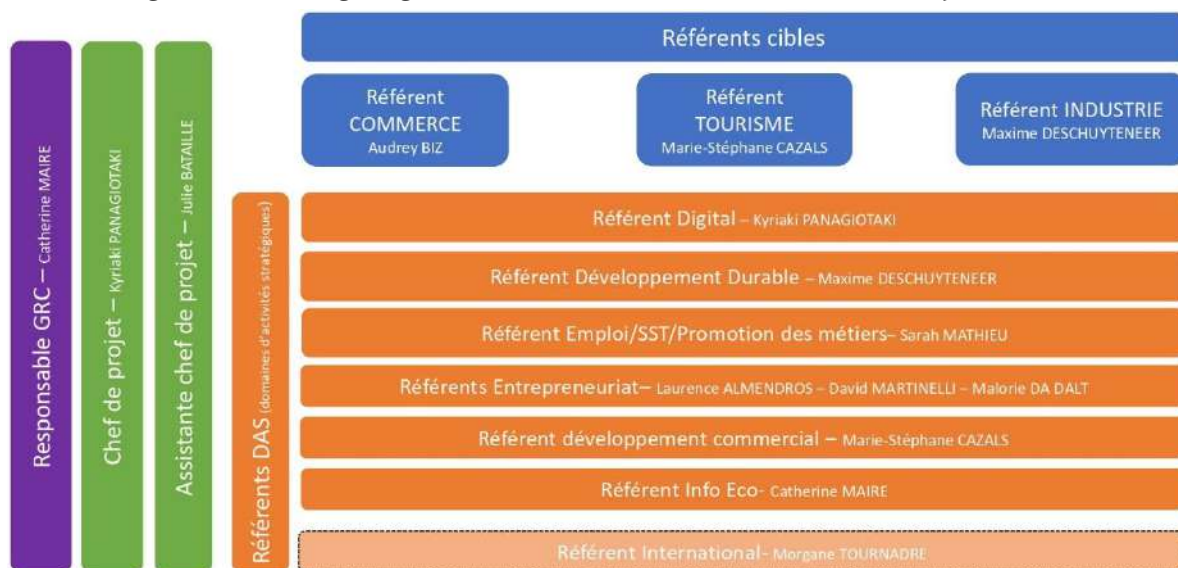 Référents cibles
Référent
COMMERCE
Audrey BIZ
Référent
TOURISME
Marie-Stéphane CAZALS
Référent INDUSTRIE
Maxime DESCHUYTENEER
Responsable GRC – Catherine MAIRE
Chef de projet – Kyriaki PANAGIOTAKI
Assistante chef de projet – Julie BATAILLE
Référents DAS (domaines d'activités stratégiques)
Référent Digital – Kyriaki PANAGIOTAKI
Référent Développement Durable – Maxime DESCHUYTENEER
Référent Emploi/SST/Promotion des métiers– Sarah MATHIEU
Référents Entrepreneuriat– Laurence ALMENDROS – David MARTINELLI – Malorie DA DALT
Référent développement commercial – Marie-Stéphane CAZALS
Référent Info Eco- Catherine MAIRE
Référent International- Morgane TOURNADRE